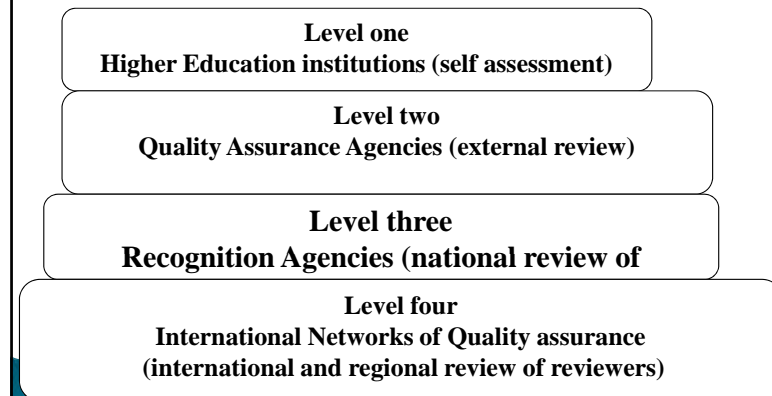 Level one
Higher Education institutions (self assessment)
Level two
Quality Assurance Agencies (external review)
Level three
Recognition Agencies (national review of
Level four
International Networks of Quality assurance
(international and regional review of reviewers)